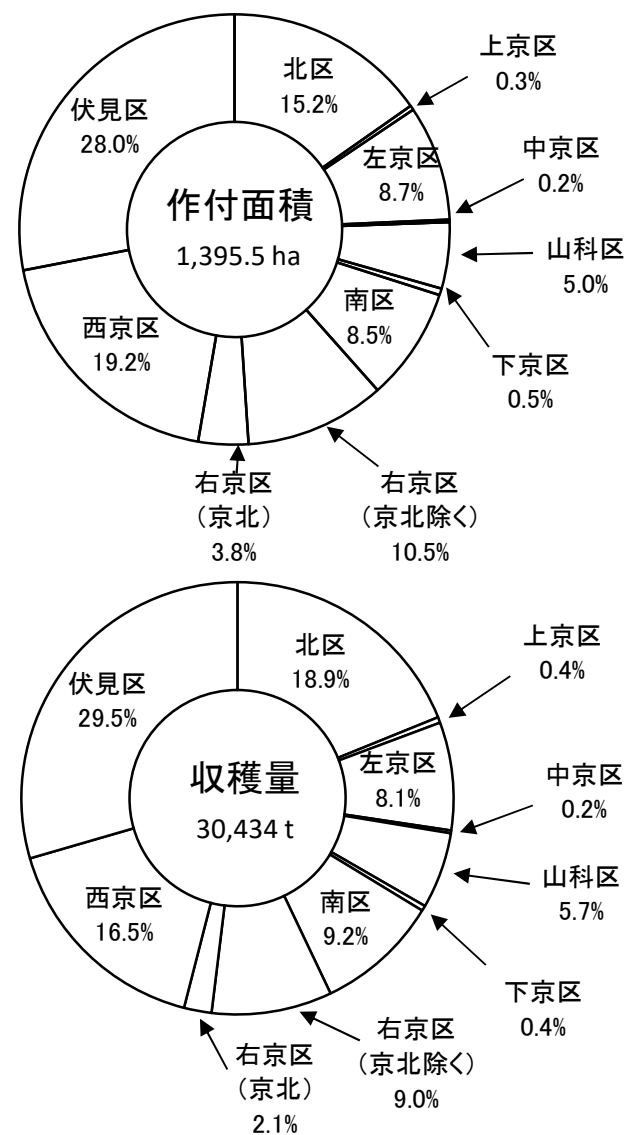 北区
15.2%
上京区
0.3%
左京区
8.7%
中京区
0.2%
山科区
5.0%
下京区
0.5%
南区
8.5%
右京区
(京北除く)
10.5%
右京区
(京北)
3.8%
西京区
19.2%
伏見区
28.0%
作付面積
1,395.5 ha
北区
18.9%
上京区
0.4%
左京区
8.1%
中京区
0.2%
山科区
5.7%
下京区
0.4%
南区
9.2%
右京区
(京北除く)
9.0%
右京区
(京北)
2.1%
西京区
16.5%
伏見区
29.5%
収穫量
30,434 t